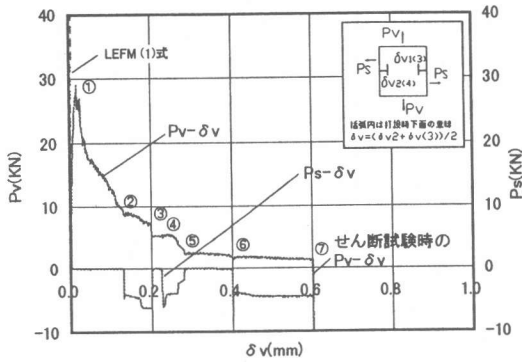 40
LEFM (1)式
30
20
10
0
-10
Pv(KN)
①
Pv-δv
Ps-δv
②
③
④
⑤
⑥
⑦ せん断試験時の
Pv-δv
0.0
0.2
0.4
0.6
0.8
1.0
δv(mm)
40
30
20
10
0
-10
Ps(KN)
Pv
δv1(3)
Ps
Ps
δv2(4)
Pv
括弧内は打設時下面の意味
δv=(δv2+δv(3))/2